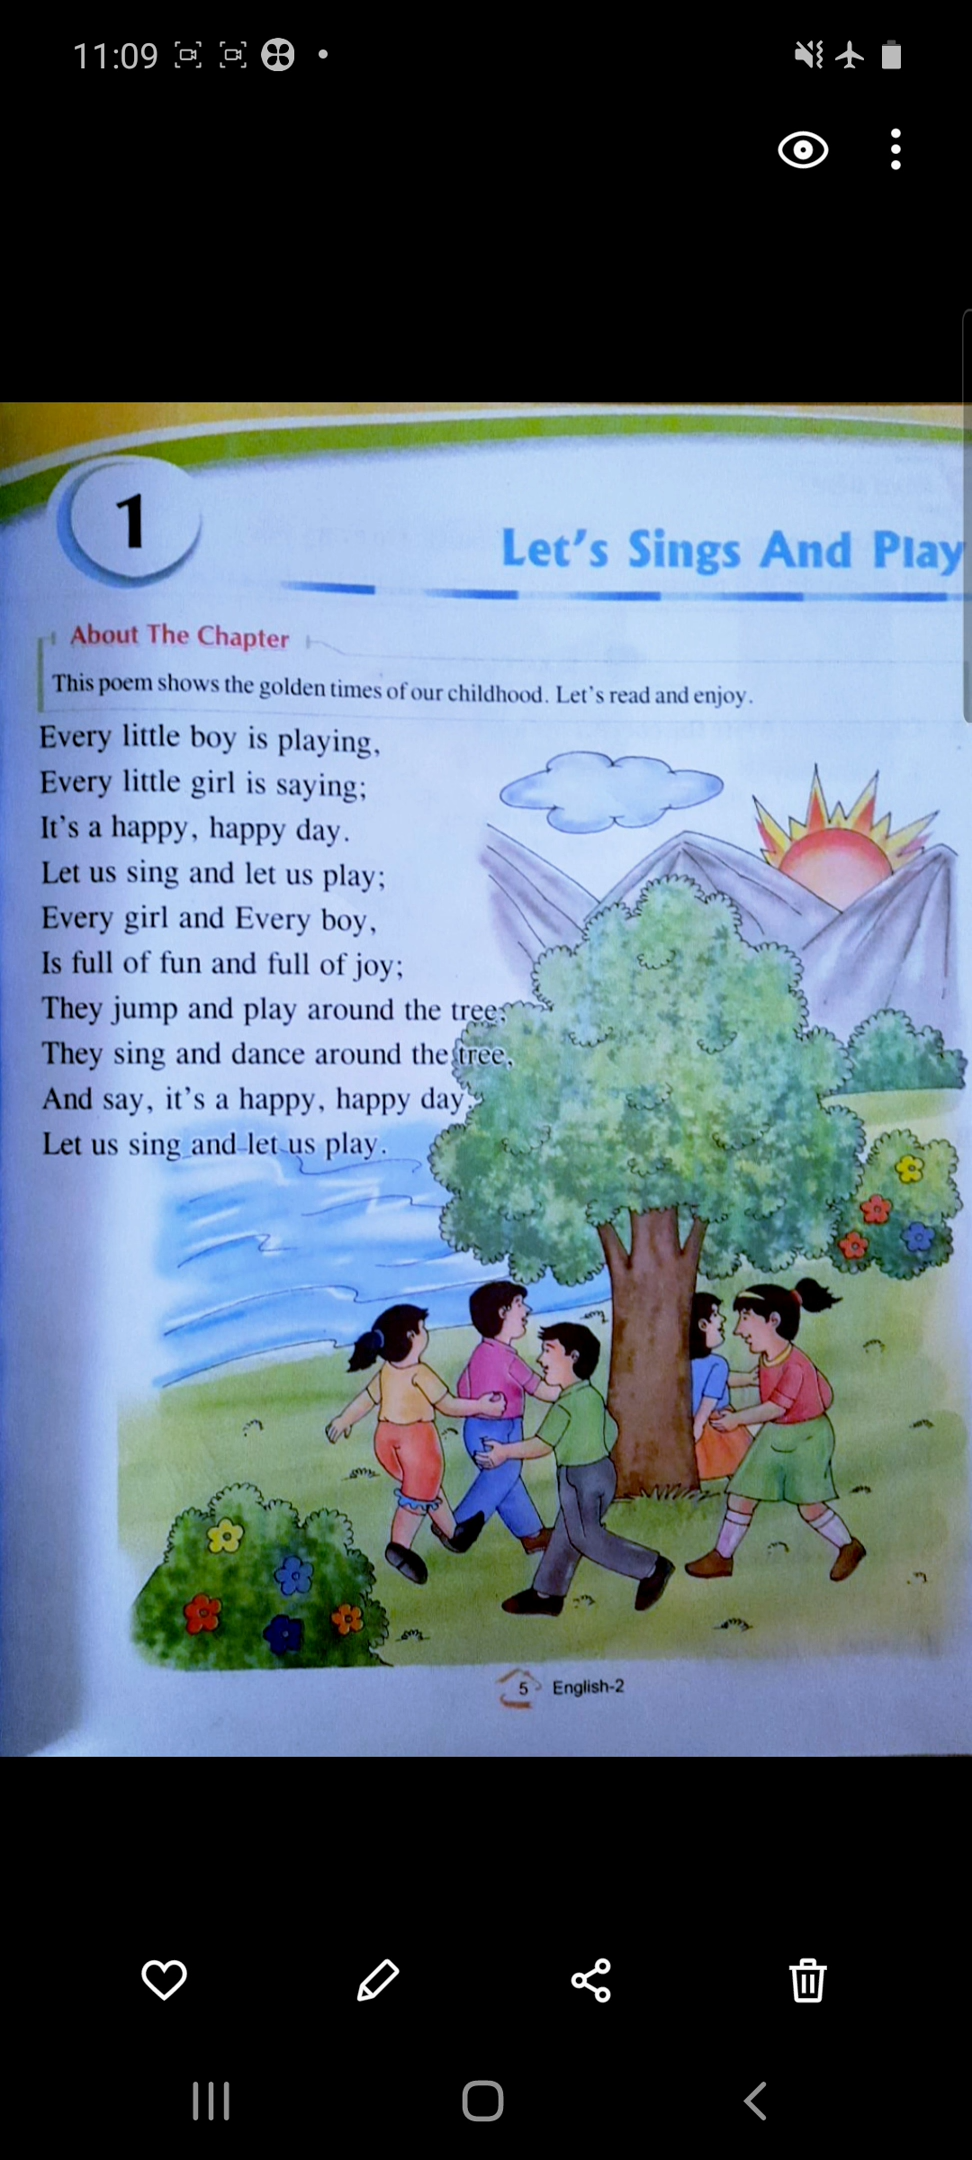 11:09
1
Let's Sings And Play
About The Chapter
This poem shows the golden times of our childhood. Let's read and enjoy.
Every little boy is playing,
Every little girl is saying;
It's a happy, happy day.
Let us sing and let us play;
Every girl and Every boy,
Is full of fun and full of joy;
They jump and play around the tree;
They sing and dance around the tree,
And say, it's a happy, happy day;
Let us sing and let us play.
5 English-2